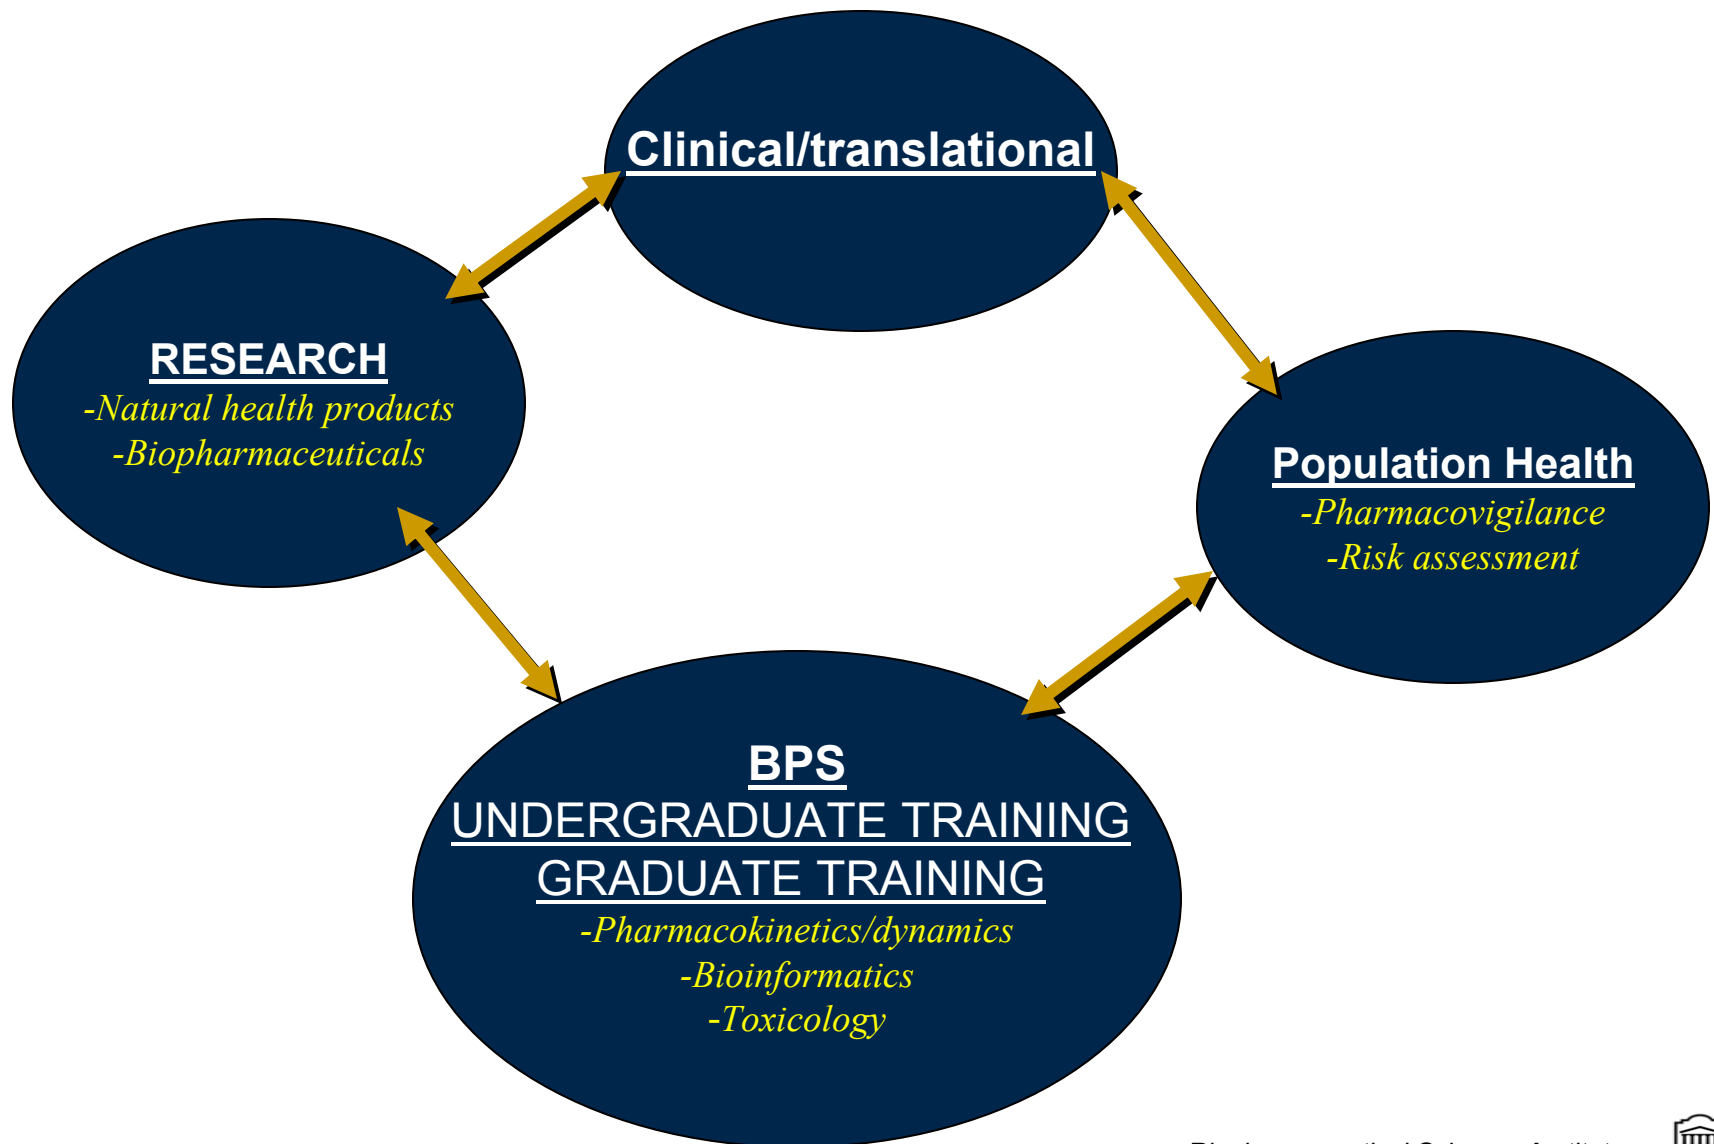 Clinical/translational
RESEARCH
-Natural health products
-Biopharmaceuticals
Population Health
-Pharmacovigilance
-Risk assessment
BPS
UNDERGRADUATE TRAINING
GRADUATE TRAINING
-Pharmacokinetics/dynamics
-Bioinformatics
-Toxicology